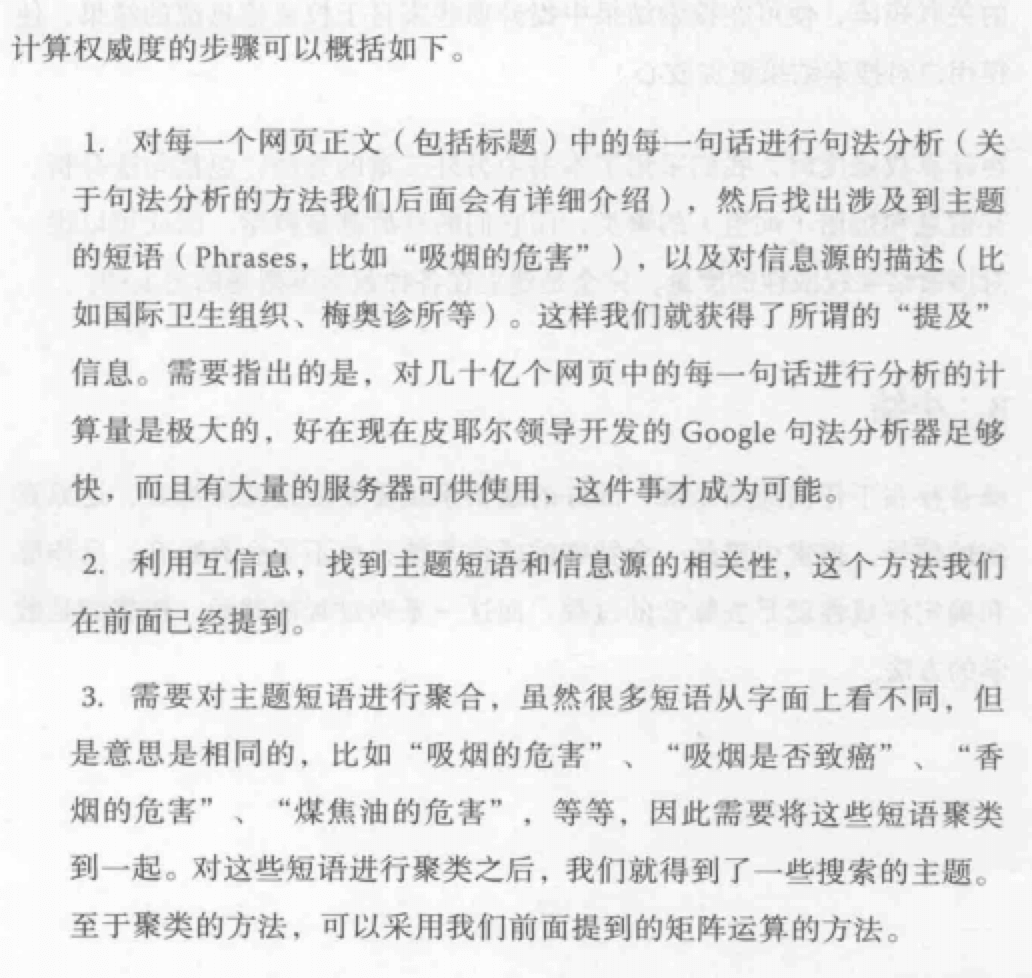 计算权威度的步骤可以概括如下。
1. 对每一个网页正文（包括标题）中的每一句话进行句法分析（关
于句法分析的方法我们后面会有详细介绍），然后找出涉及到主题
的短语（Phrases，比如“吸烟的危害”），以及对信息源的描述（比
如国际卫生组织、梅奥诊所等）。这样我们就获得了所谓的“提及”
信息。需要指出的是，对几十亿个网页中的每一句话进行分析的计
算量是极大的，好在现在皮耶尔领导开发的 Google 句法分析器足够
快，而且有大量的服务器可供使用，这件事才成为可能。
2. 利用互信息，找到主题短语和信息源的相关性，这个方法我们
在前面已经提到。
3. 需要对主题短语进行聚合，虽然很多短语从字面上看不同，但
是意思是相同的，比如“吸烟的危害”、“吸烟是否致癌”、“香
烟的危害”、“煤焦油的危害”，等等，因此需要将这些短语聚类
到一起。对这些短语进行聚类之后，我们就得到了一些搜索的主题。
至于聚类的方法，可以采用我们前面提到的矩阵运算的方法。